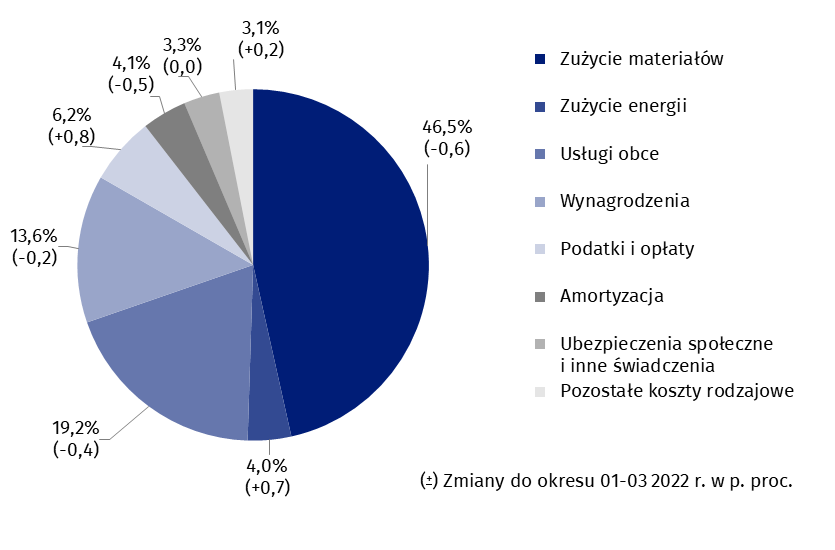 3,1%
(+0,2)
3,3%
(0,0)
4,1%
(-0,5)
6,2%
(+0,8)
13,6%
(-0,2)
19,2%
(-0,4)
4,0%
(+0,7)
46,5%
(-0,6)
Zużycie materiałów
Zużycie energii
Usługi obce
Wynagrodzenia
Podatki i opłaty
Amortyzacja
Ubezpieczenia społeczne
i inne świadczenia
Pozostałe koszty rodzajowe
(±) Zmiany do okresu 01-03 2022 r. w p. proc.